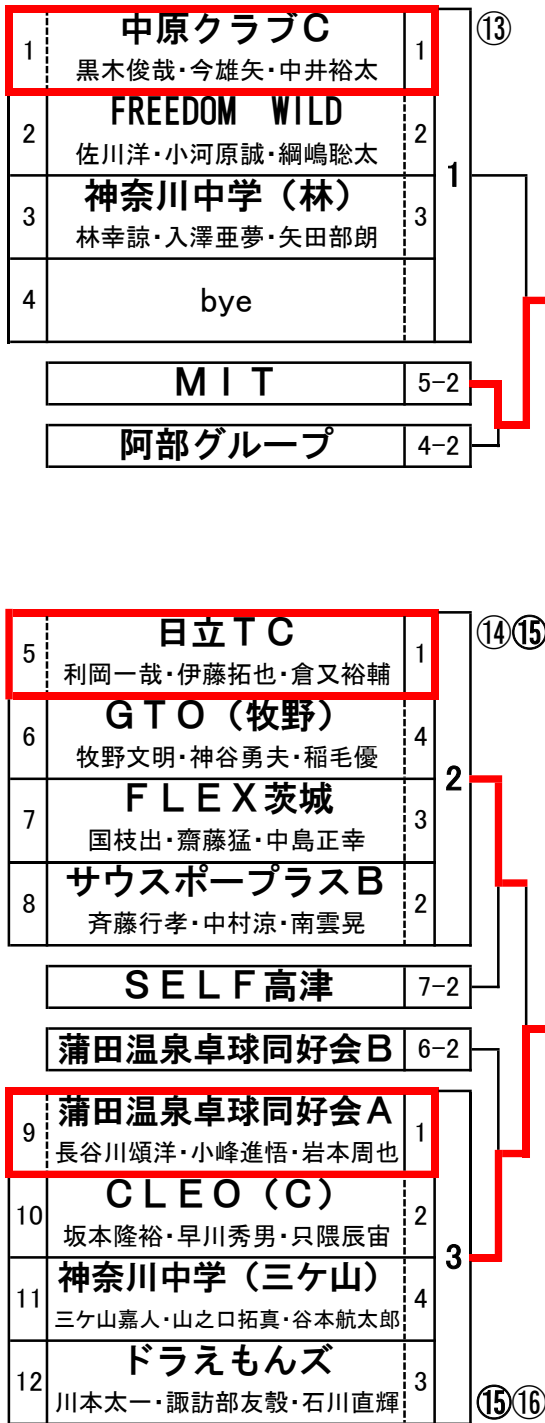 1 中原クラブC 1 ⑬
黒木俊哉・今雄矢・中井裕太
2 FREEDOM WILD 2
佐川洋・小河原誠・綱嶋聡太
1
3 神奈川中学（林） 3
林幸諒・入澤亜夢・矢田部朗
4 bye
ＭＩＴ 5-2
阿部グループ 4-2
5 日立ＴＣ 1 ⑭⑮
利岡一哉・伊藤拓也・倉又裕輔
6 ＧＴＯ（牧野） 4
牧野文明・神谷勇夫・稲毛優
2
7 ＦＬＥＸ茨城 3
国枝出・齋藤猛・中島正幸
8 サウスポープラスＢ 2
斉藤行孝・中村涼・南雲晃
ＳＥＬＦ高津 7-2
蒲田温泉卓球同好会Ｂ 6-2
9 蒲田温泉卓球同好会Ａ 1
長谷川頌洋・小峰進悟・岩本周也
10 ＣＬＥＯ（Ｃ） 2
坂本隆裕・早川秀男・只隈辰宙
3
11 神奈川中学（三ケ山） 4
三ケ山嘉人・山之口拓真・谷本航太郎
12 ドラえもんズ 3
川本太一・諏訪部友彀・石川直輝 ⑮⑯